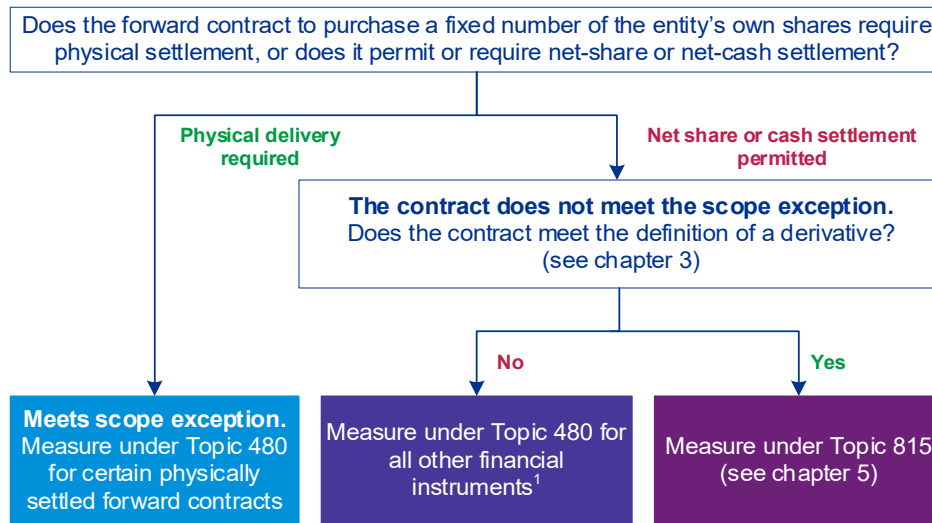 Does the forward contract to purchase a fixed number of the entity’s own shares require
physical settlement, or does it permit or require net-share or net-cash settlement?
Physical delivery
required
Net share or cash settlement
permitted
The contract does not meet the scope exception.
Does the contract meet the definition of a derivative?
(see chapter 3)
No
Yes
Meets scope exception.
Measure under Topic 480
for certain physically
settled forward contracts
Measure under Topic 480 for
all other financial
instruments¹
Measure under Topic 815
(see chapter 5)